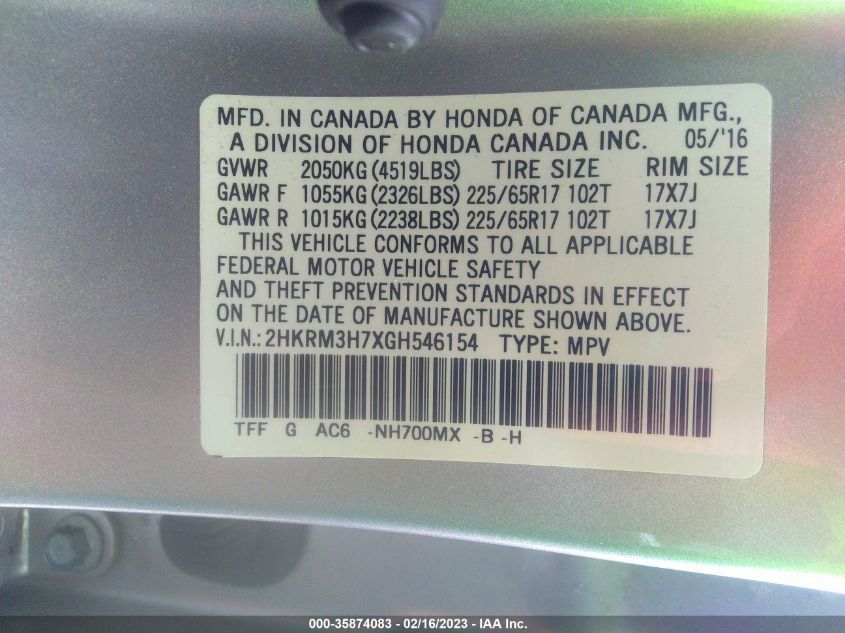 MFD. IN CANADA BY HONDA OF CANADA MFG.,
A DIVISION OF HONDA CANADA INC. 05/'16
GVWR 2050KG(4519LBS) TIRE SIZE RIM SIZE
GAWR F 1055KG(2326LBS) 225/65R17 102T 17X7J
GAWR R 1015KG(2238LBS) 225/65R17 102T 17X7J
THIS VEHICLE CONFORMS TO ALL APPLICABLE
FEDERAL MOTOR VEHICLE SAFETY
AND THEFT PREVENTION STANDARDS IN EFFECT
ON THE DATE OF MANUFACTURE SHOWN ABOVE.
V.I.N.: 2HKRM3H7XGH546154 TYPE: MPV
TFF G AC6 -NH700MX -B -H
000-35874083 - 02/16/2023 - IAA Inc.